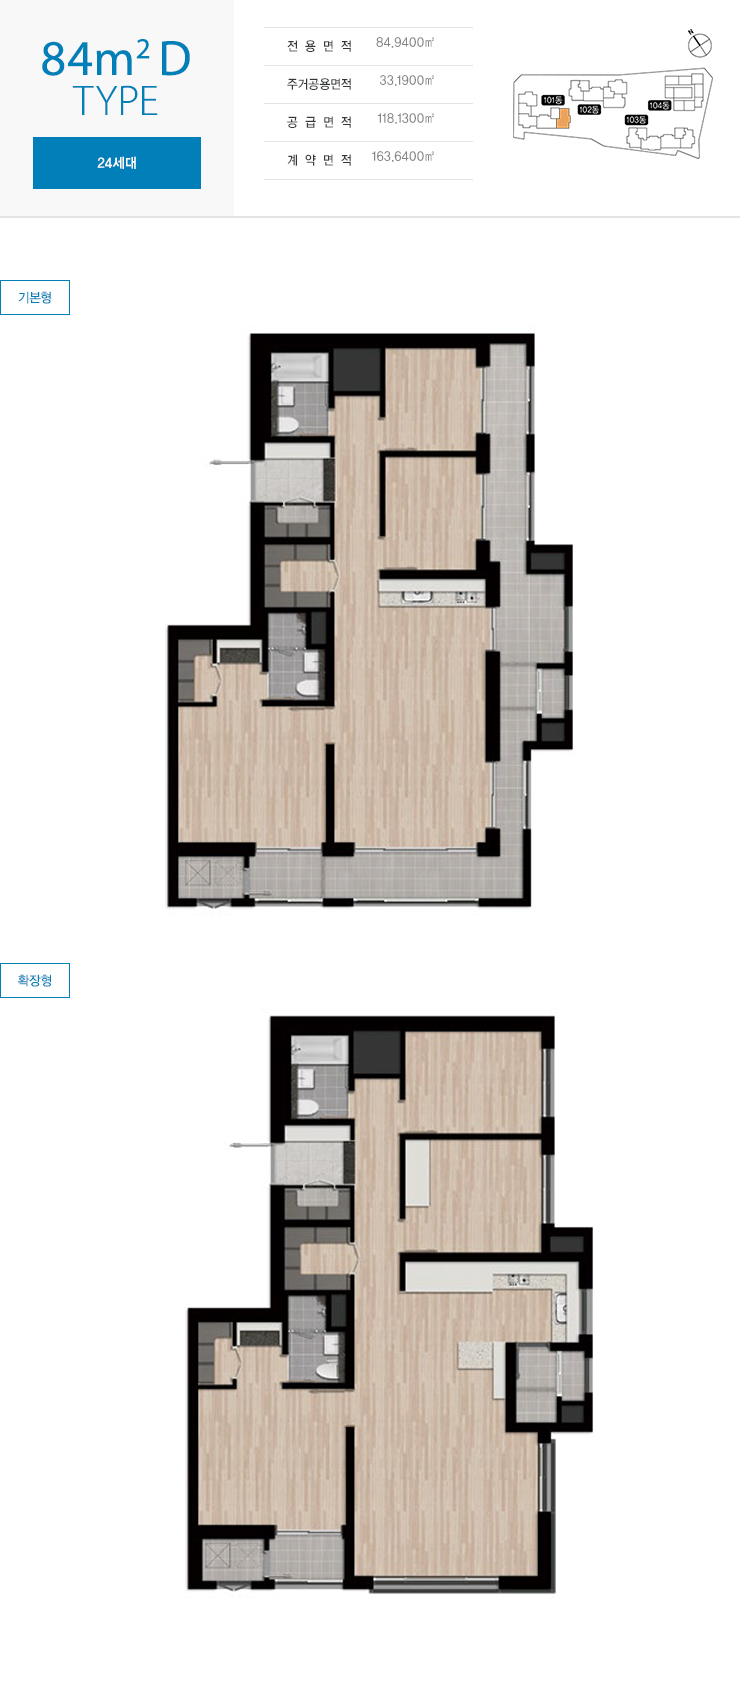 84m² D
TYPE
24세대
전용면적 84.9400㎡
주거공용면적 33.1900㎡
공급면적 118.1300㎡
계약면적 163.6400㎡
N
101동
102동
103동
104동
기본형
확장형